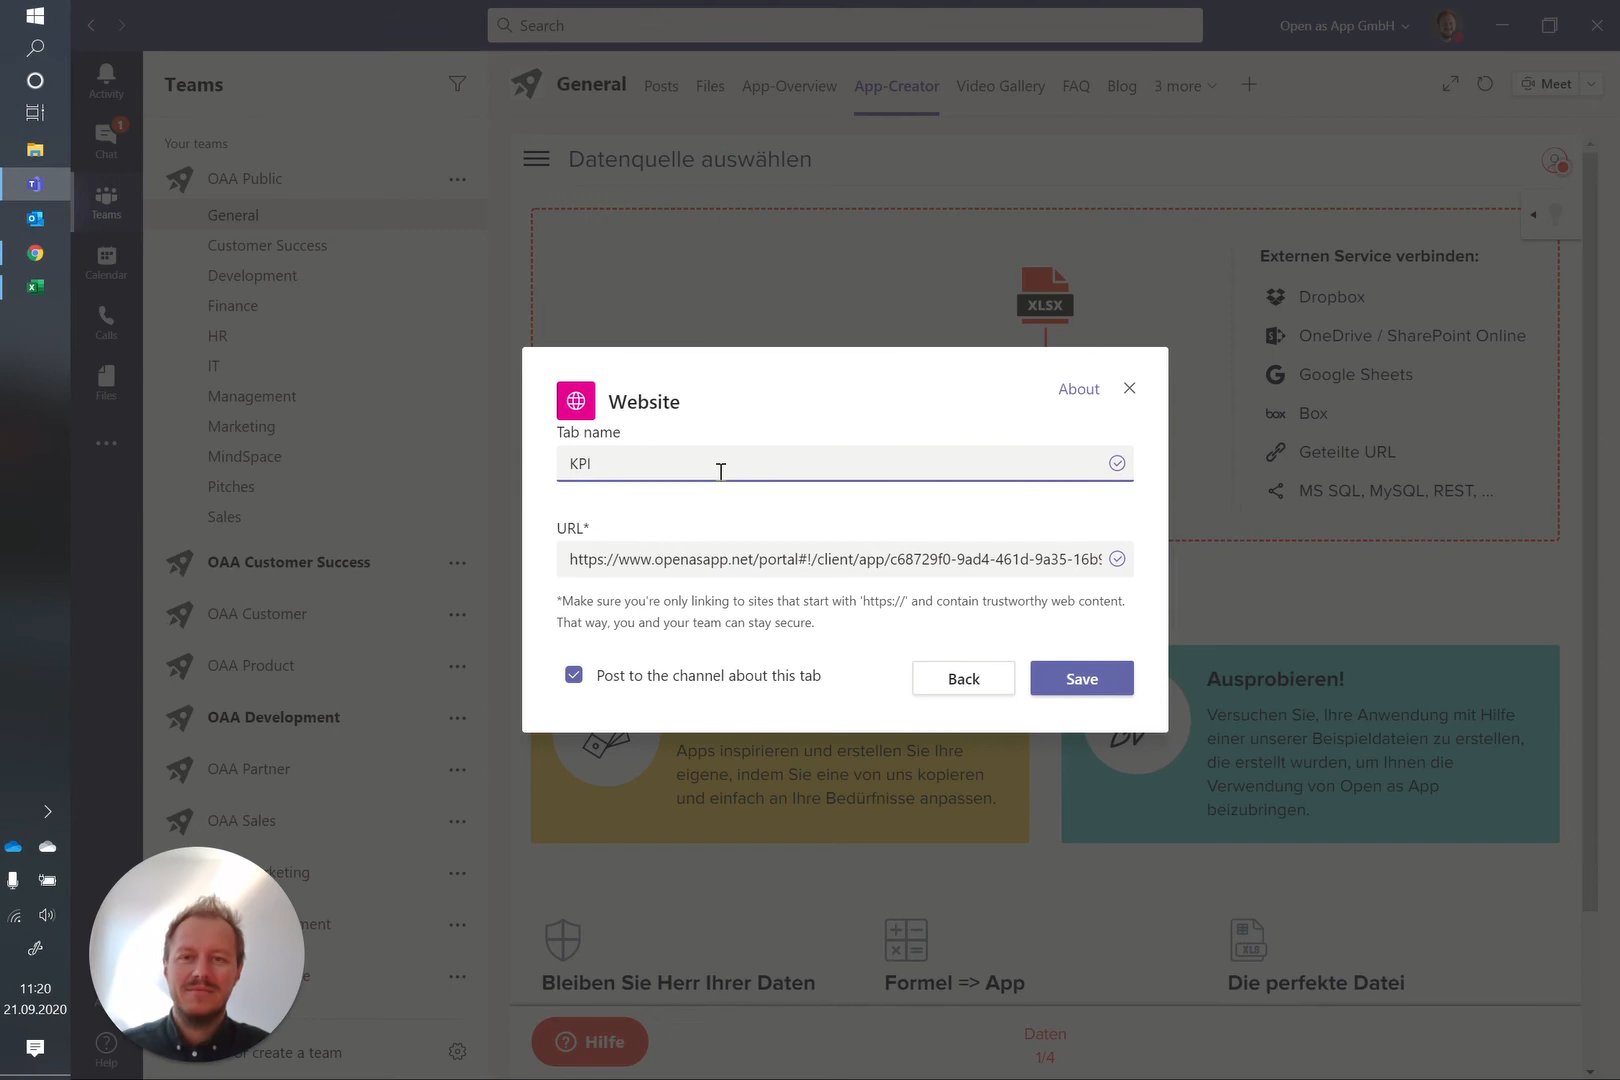 Search
Open as App GmbH
Activity
Chat
1
Teams
Calendar
Calls
Files
Help
Teams
Your teams
OAA Public
General
Customer Success
Development
Finance
HR
IT
Management
Marketing
MindSpace
Pitches
Sales
OAA Customer Success
OAA Customer
OAA Product
OAA Development
OAA Partner
OAA Sales
keting
ment
or create a team
General
Posts
Files
App-Overview
App-Creator
Video Gallery
FAQ
Blog
3 more
Meet
Datenquelle auswählen
XLSX
Externen Service verbinden:
Dropbox
OneDrive / SharePoint Online
Google Sheets
box
Box
Geteilte URL
MS SQL, MySQL, REST, ...
Website
About
Tab name
KPI
URL*
https://www.openasapp.net/portal#!/client/app/c68729f0-9ad4-461d-9a35-16b9
*Make sure you're only linking to sites that start with 'https://' and contain trustworthy web content.
That way, you and your team can stay secure.
Post to the channel about this tab
Back
Save
Apps inspirieren und erstellen Sie Ihre
eigene, indem Sie eine von uns kopieren
und einfach an Ihre Bedürfnisse anpassen.
Ausprobieren!
Versuchen Sie, Ihre Anwendung mit Hilfe
einer unserer Beispieldateien zu erstellen,
die erstellt wurden, um Ihnen die
Verwendung von Open as App
beizubringen.
Bleiben Sie Herr Ihrer Daten
Formel => App
XLS
Die perfekte Datei
Hilfe
Daten
1/4
11:20
21.09.2020